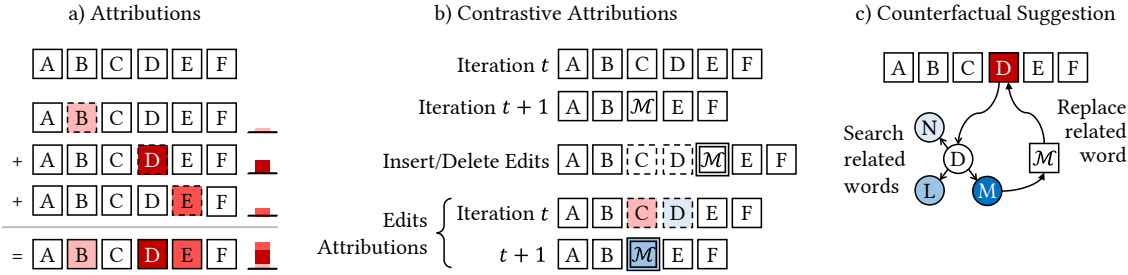 a) Attributions
A B C D E F
A B C D E F
+ A B C D E F
+ A B C D E F
= A B C D E F
b) Contrastive Attributions
Iteration t A B C D E F
Iteration t + 1 A B ℳ E F
Insert/Delete Edits A B C D ℳ E F
Edits
Attributions
Iteration t A B C D E F
t + 1 A B ℳ E F
c) Counterfactual Suggestion
A B C D E F
Search
related
words
N
D
L
M
ℳ
Replace
related
word